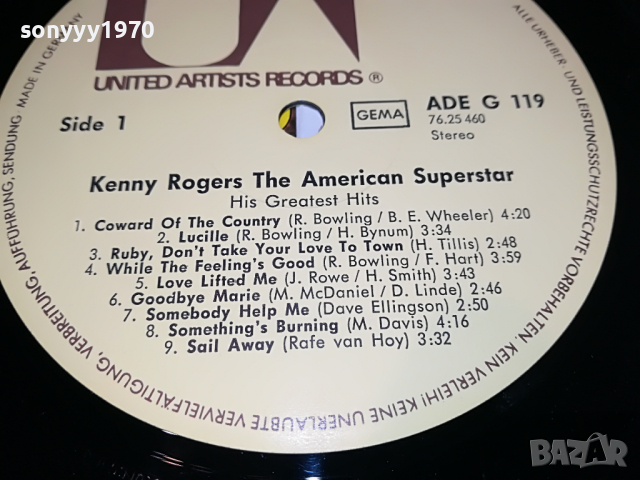 sonyyy1970
UA
UNITED ARTISTS RECORDS ®
Side 1
GEMA
ADE G 119
76.25 460
Stereo
Kenny Rogers The American Superstar
His Greatest Hits
1. Coward Of The Country (R. Bowling / B. E. Wheeler) 4:20
2. Lucille (R. Bowling / H. Bynum) 3:34
3. Ruby, Don't Take Your Love To Town (H. Tillis) 2:48
4. While The Feeling's Good (R. Bowling / F. Hart) 3:59
5. Love Lifted Me (J. Rowe / H. Smith) 3:43
6. Goodbye Marie (M. McDaniel / D. Linde) 2:46
7. Somebody Help Me (Dave Ellingson) 2:50
8. Something's Burning (M. Davis) 4:16
9. Sail Away (Rafe van Hoy) 3:32
MADE IN GERMANY
ALLE URHEBER- UND LEISTUNGSSCHUTZRECHTE VORBEHALTEN. KEIN VERLEIH! KEINE UNERLAUBTE VERVIELFÄLTIGUNG, VERBREITUNG, AUFFÜHRUNG, SENDUNG
BAZAR